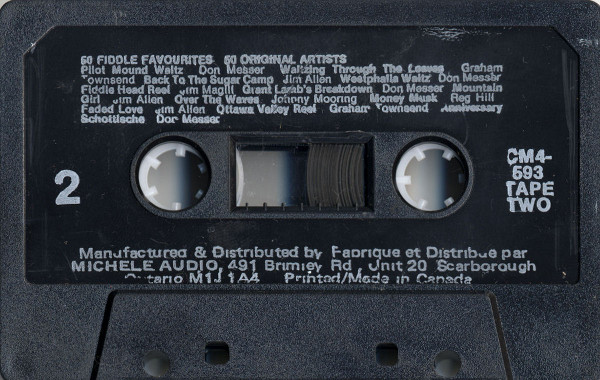 60 FIDDLE FAVOURITES 60 ORIGINAL ARTISTS
Pilot Mound Waltz Don Messer Waltzing Through The Leaves Graham
Townsend Back To The Sugar Camp Jim Allen Westphalia Waltz Don Messer
Fiddle Head Reel Jim Magill Grant Lamb's Breakdown Don Messer Mountain
Girl Jim Allen Over The Waves Johnny Mooring Money Musk Reg Hill
Faded Love Jim Allen Ottawa Valley Reel Graham Townsend Anniversary
Schottische Don Messer
2
CM4-
593
TAPE
TWO
Manufactured & Distributed by Fabrique et Distribue par
MICHELE AUDIO, 491 Brimley Rd, Unit 20 Scarborough
Ontario M1J 1A4 Printed/Made in Canada